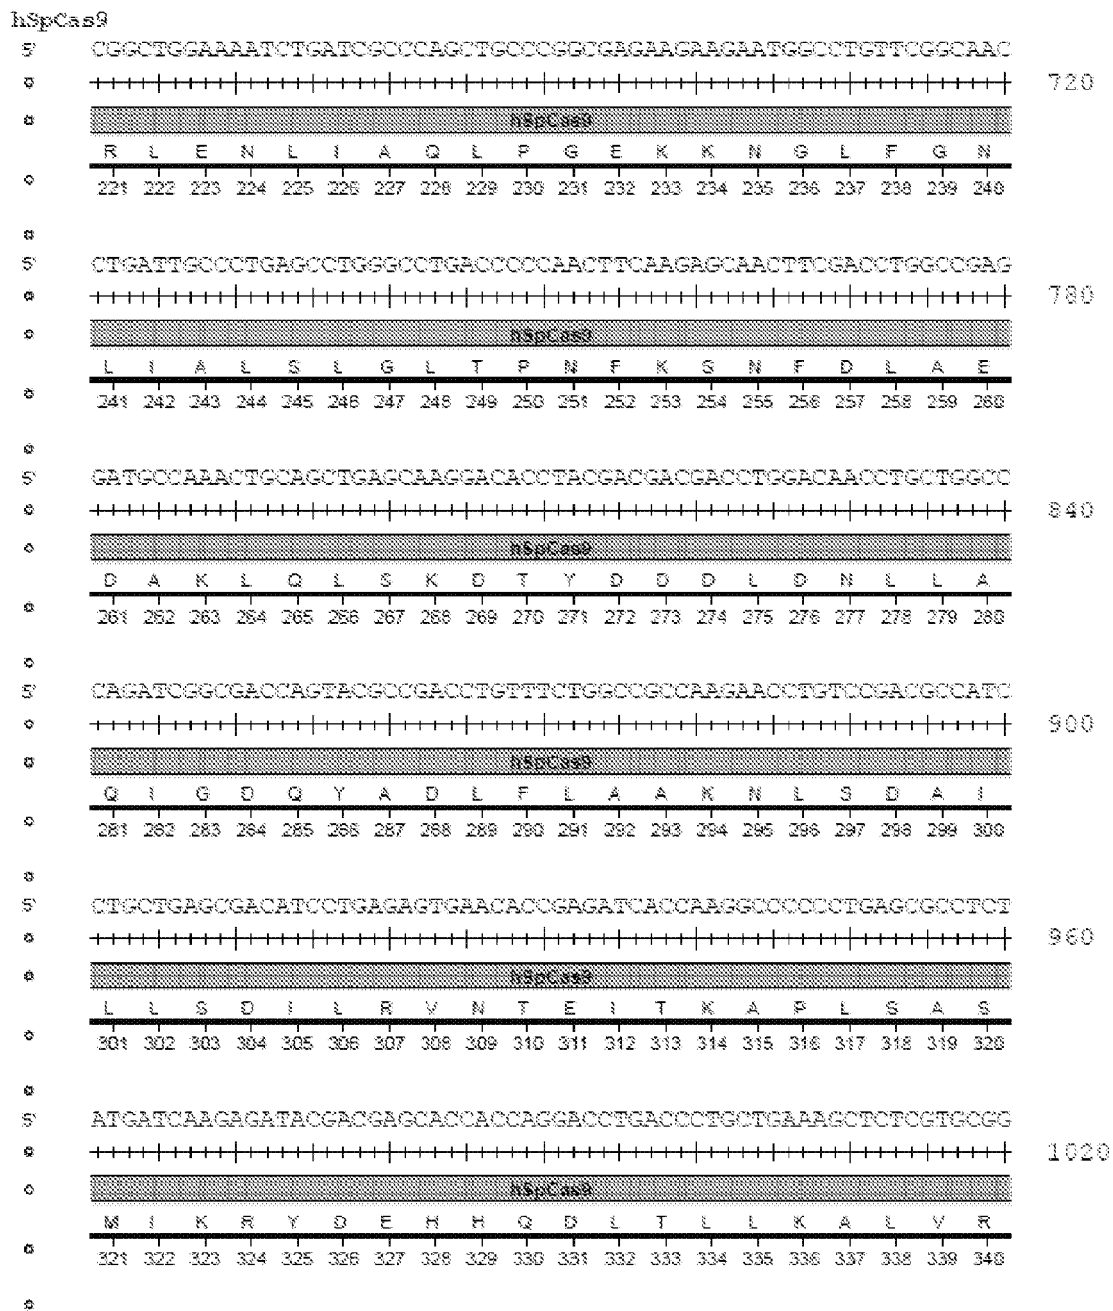 hSpCas9
5' CGGCTGGAAAATCTGATCGCCCAGCTGCCCGGCGAGAAGAAGAATGGCCTGTTCGGCAAC
720
hSpCas9
R L E N L I A Q L P G E K K N G L F G N
221 222 223 224 225 226 227 228 229 230 231 232 233 234 235 236 237 238 239 240
5' CTGATTGCCCTGAGCCTGGGCCTGACCCCCAACTTCAAGAGCAACTTCGACCTGGCCGAG
780
hSpCas9
L I A L S L G L T P N F K S N F D L A E
241 242 243 244 245 246 247 248 249 250 251 252 253 254 255 256 257 258 259 260
5' GATGCCAAACTGCAGCTGAGCAAGGACACCTACGACGACGACCTGGACAACCTGCTGGCC
840
hSpCas9
D A K L Q L S K D T Y D D D L D N L L A
261 262 263 264 265 266 267 268 269 270 271 272 273 274 275 276 277 278 279 280
5' CAGATCGGCGACCAGTACGCCGACCTGTTTCTGGCCGCCAAGAACCTGTCCGACGCCATC
900
hSpCas9
Q I G D Q Y A D L F L A A K N L S D A I
281 282 283 284 285 286 287 288 289 290 291 292 293 294 295 296 297 298 299 300
5' CTGCTGAGCGACATCCTGAGAGTGAACACCGAGATCACCAAGGCCCCCCTGAGCGCCTCT
960
hSpCas9
L L S D I L R V N T E I T K A P L S A S
301 302 303 304 305 306 307 308 309 310 311 312 313 314 315 316 317 318 319 320
5' ATGATCAAGAGATACGACGAGCACCACCAGGACCTGACCCTGCTGAAAGCTCTCGTGCGG
1020
hSpCas9
M I K R Y D E H H Q D L T L L K A L V R
321 322 323 324 325 326 327 328 329 330 331 332 333 334 335 336 337 338 339 340